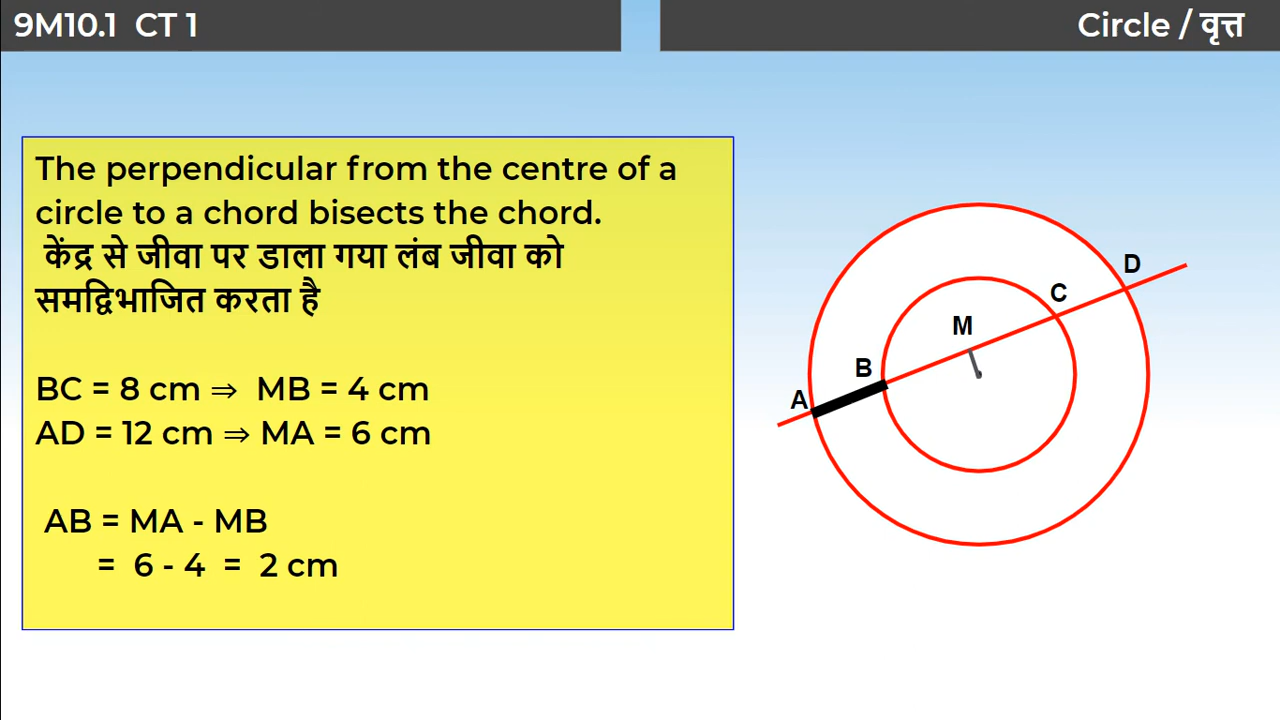 9M10.1 CT 1
Circle / वृत्त
The perpendicular from the centre of a
circle to a chord bisects the chord.
केंद्र से जीवा पर डाला गया लंब जीवा को
समद्विभाजित करता है
BC = 8 cm ⇒ MB = 4 cm
AD = 12 cm ⇒ MA = 6 cm
AB = MA - MB
= 6 - 4 = 2 cm
D
C
M
B
A